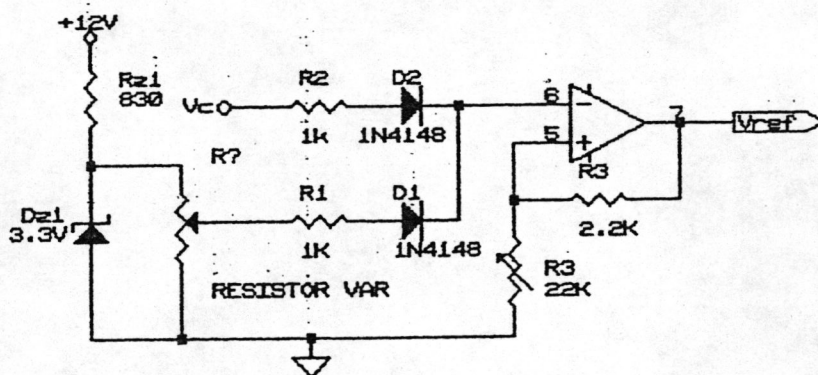 +12V
Rz1
830
Vc
R2
1k
D2
1N4148
6
-
5
+
7
Vref
R?
R3
2.2K
Dz1
3.3V
R1
1K
D1
1N4148
R3
22K
RESISTOR VAR